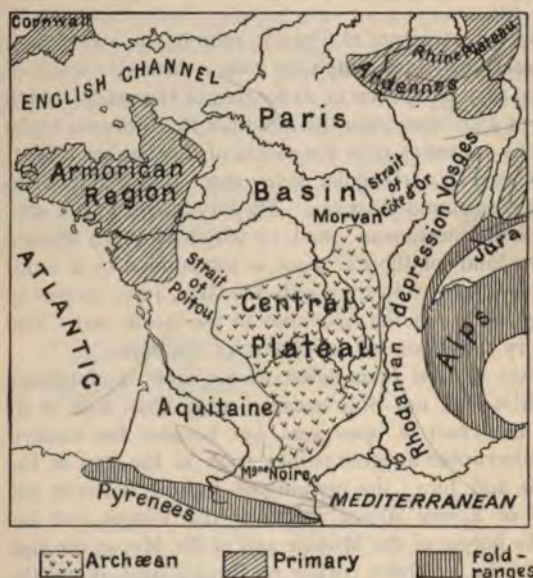 Cornwall
Rhine Plateau
Ardennes
ENGLISH CHANNEL
Paris
Basin
Armorican
Region
Strait of
Côte d'Or
Vosges
Morvan
depression
Jura
ATLANTIC
Strait of
Poitou
Central
Plateau
Alps
Rhodanian
Aquitaine
Mgne Noire
Pyrenees
MEDITERRANEAN
Archæan
Primary
Fold-
ranges